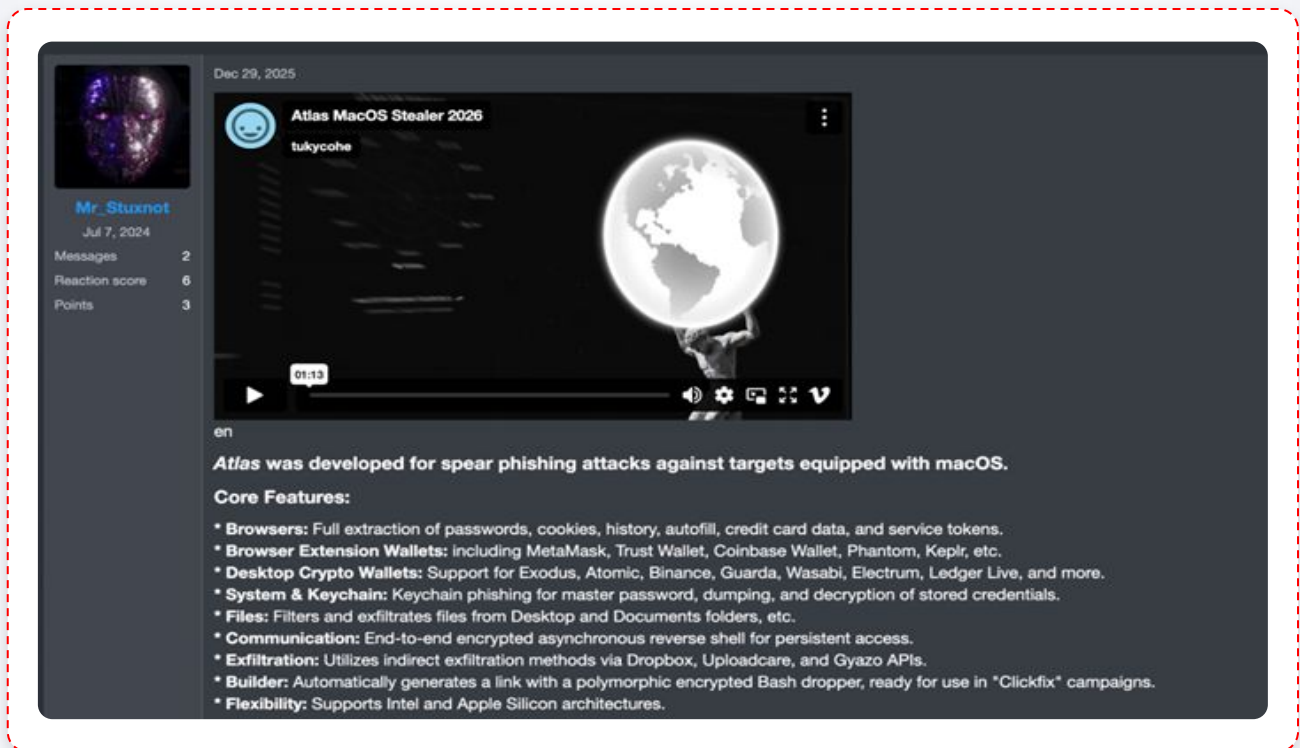 Dec 29, 2025
Atlas MacOS Stealer 2026
tukycohe
Mr_Stuxnot
Jul 7, 2024
Messages 2
Reaction score 6
Points 3
01:13
en
Atlas was developed for spear phishing attacks against targets equipped with macOS.
Core Features:
* Browsers: Full extraction of passwords, cookies, history, autofill, credit card data, and service tokens.
* Browser Extension Wallets: including MetaMask, Trust Wallet, Coinbase Wallet, Phantom, Keplr, etc.
* Desktop Crypto Wallets: Support for Exodus, Atomic, Binance, Guarda, Wasabi, Electrum, Ledger Live, and more.
* System & Keychain: Keychain phishing for master password, dumping, and decryption of stored credentials.
* Files: Filters and exfiltrates files from Desktop and Documents folders, etc.
* Communication: End-to-end encrypted asynchronous reverse shell for persistent access.
* Exfiltration: Utilizes indirect exfiltration methods via Dropbox, Uploadcare, and Gyazo APIs.
* Builder: Automatically generates a link with a polymorphic encrypted Bash dropper, ready for use in "Clickfix" campaigns.
* Flexibility: Supports Intel and Apple Silicon architectures.